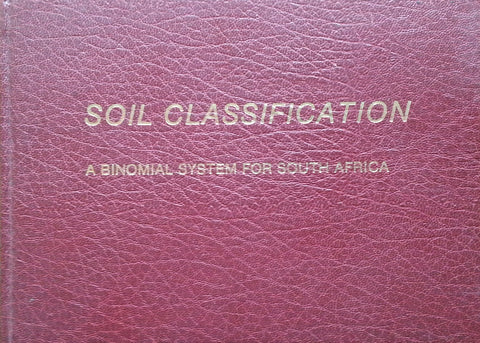 SOIL CLASSIFICATION
A BINOMIAL SYSTEM FOR SOUTH AFRICA